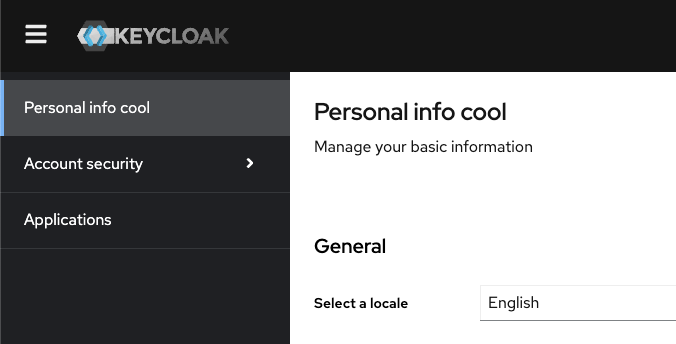 KEYCLOAK
Personal info cool
Account security
Applications
Personal info cool
Manage your basic information
General
Select a locale
English